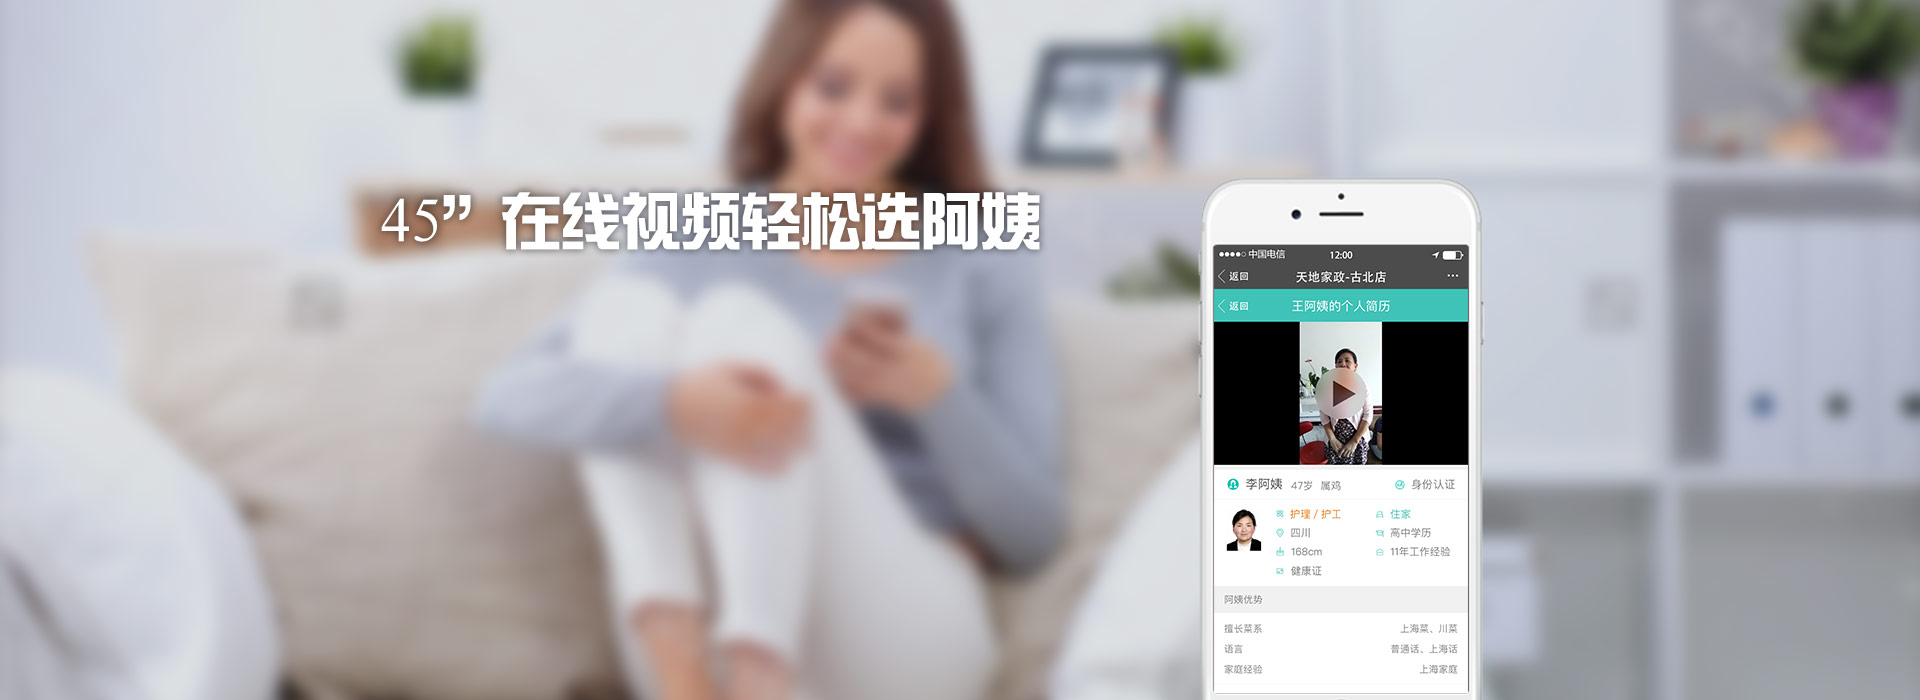 45”在线视频轻松选阿姨
中国电信 12:00
返回 天地家政-古北店 ...
返回 王阿姨的个人简历
李阿姨 47岁 属鸡 身份认证
护理 / 护工 住家
四川 高中学历
168cm 11年工作经验
健康证
阿姨优势
擅长菜系 上海菜、川菜
语言 普通话、上海话
家庭经验 上海家庭